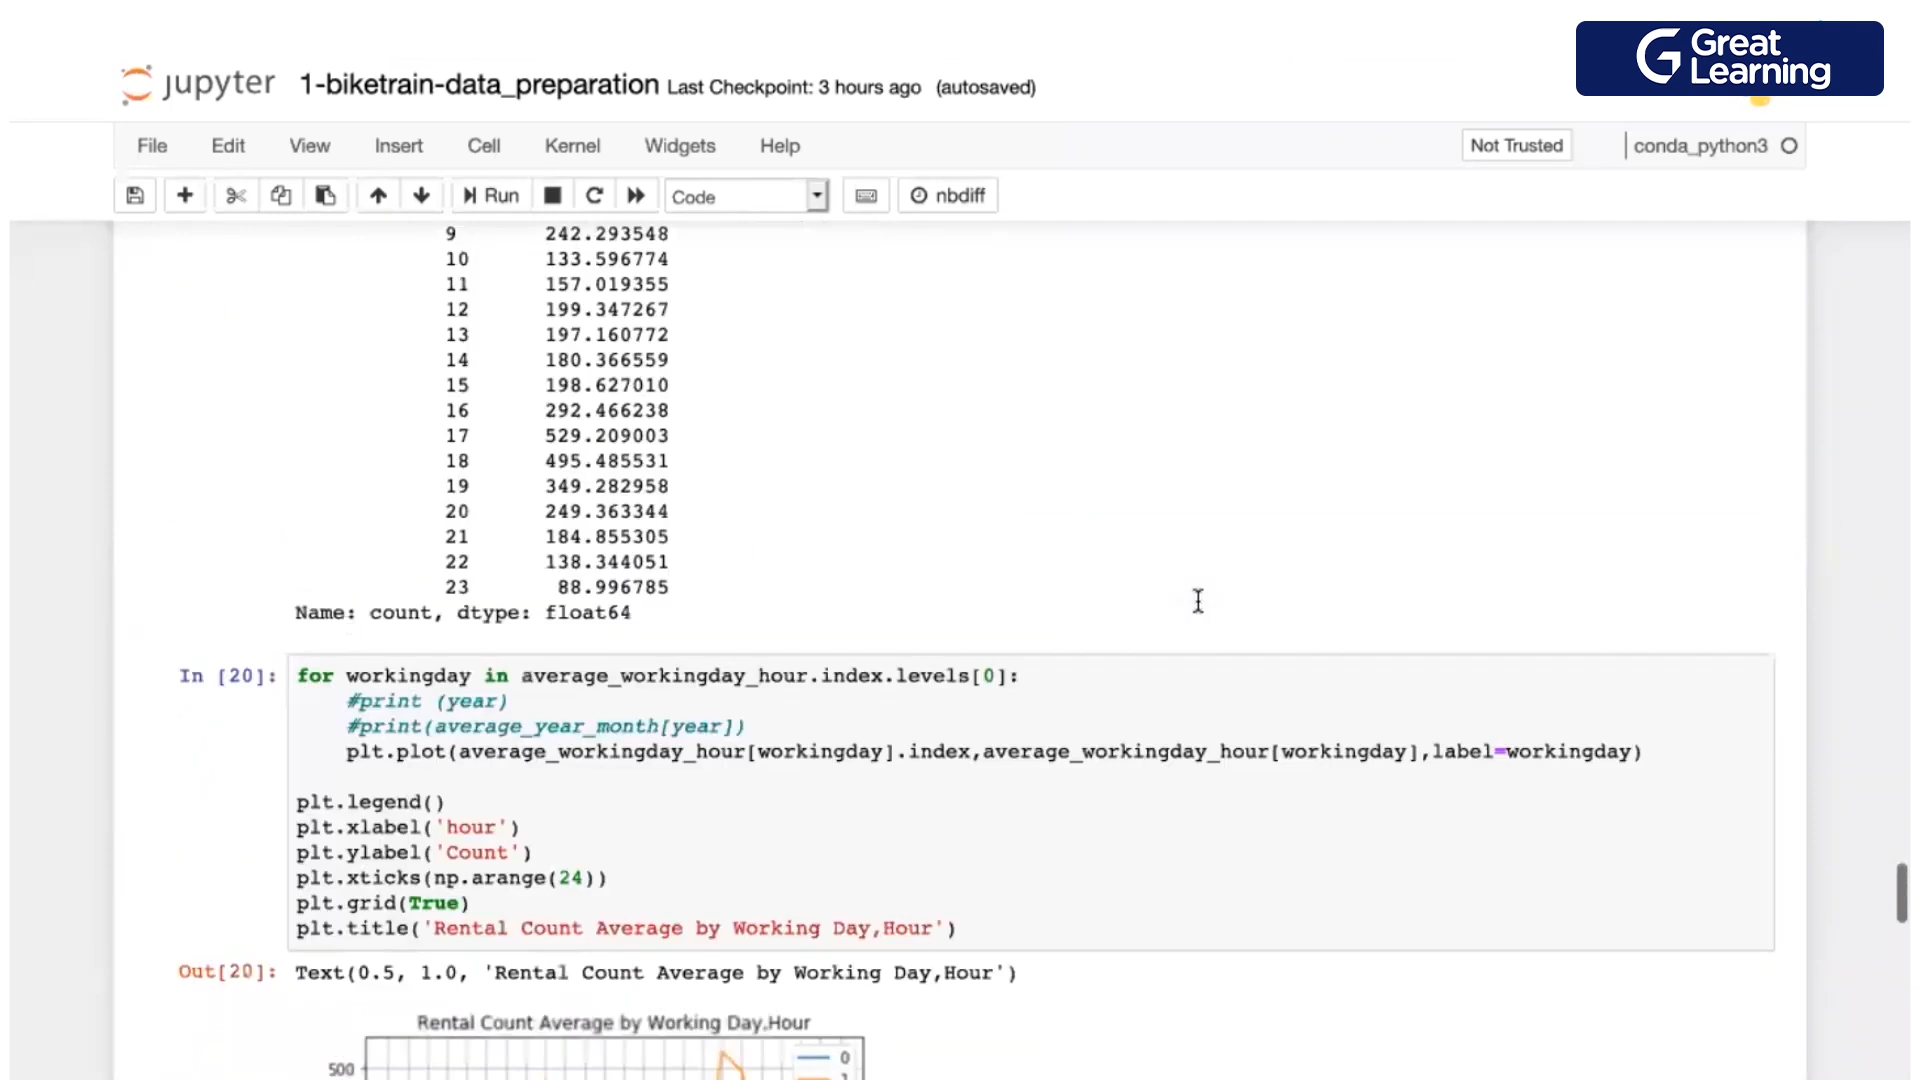 Great
Learning
jupyter 1-biketrain-data_preparation Last Checkpoint: 3 hours ago (autosaved)
File Edit View Insert Cell Kernel Widgets Help Not Trusted conda_python3
Run Code nbdiff
9 242.293548
10 133.596774
11 157.019355
12 199.347267
13 197.160772
14 180.366559
15 198.627010
16 292.466238
17 529.209003
18 495.485531
19 349.282958
20 249.363344
21 184.855305
22 138.344051
23 88.996785
Name: count, dtype: float64
In [20]: for workingday in average_workingday_hour.index.levels[0]:
#print (year)
#print(average_year_month[year])
plt.plot(average_workingday_hour[workingday].index,average_workingday_hour[workingday],label=workingday)
plt.legend()
plt.xlabel('hour')
plt.ylabel('Count')
plt.xticks(np.arange(24))
plt.grid(True)
plt.title('Rental Count Average by Working Day,Hour')
Out[20]: Text(0.5, 1.0, 'Rental Count Average by Working Day,Hour')
Rental Count Average by Working Day,Hour
500 0